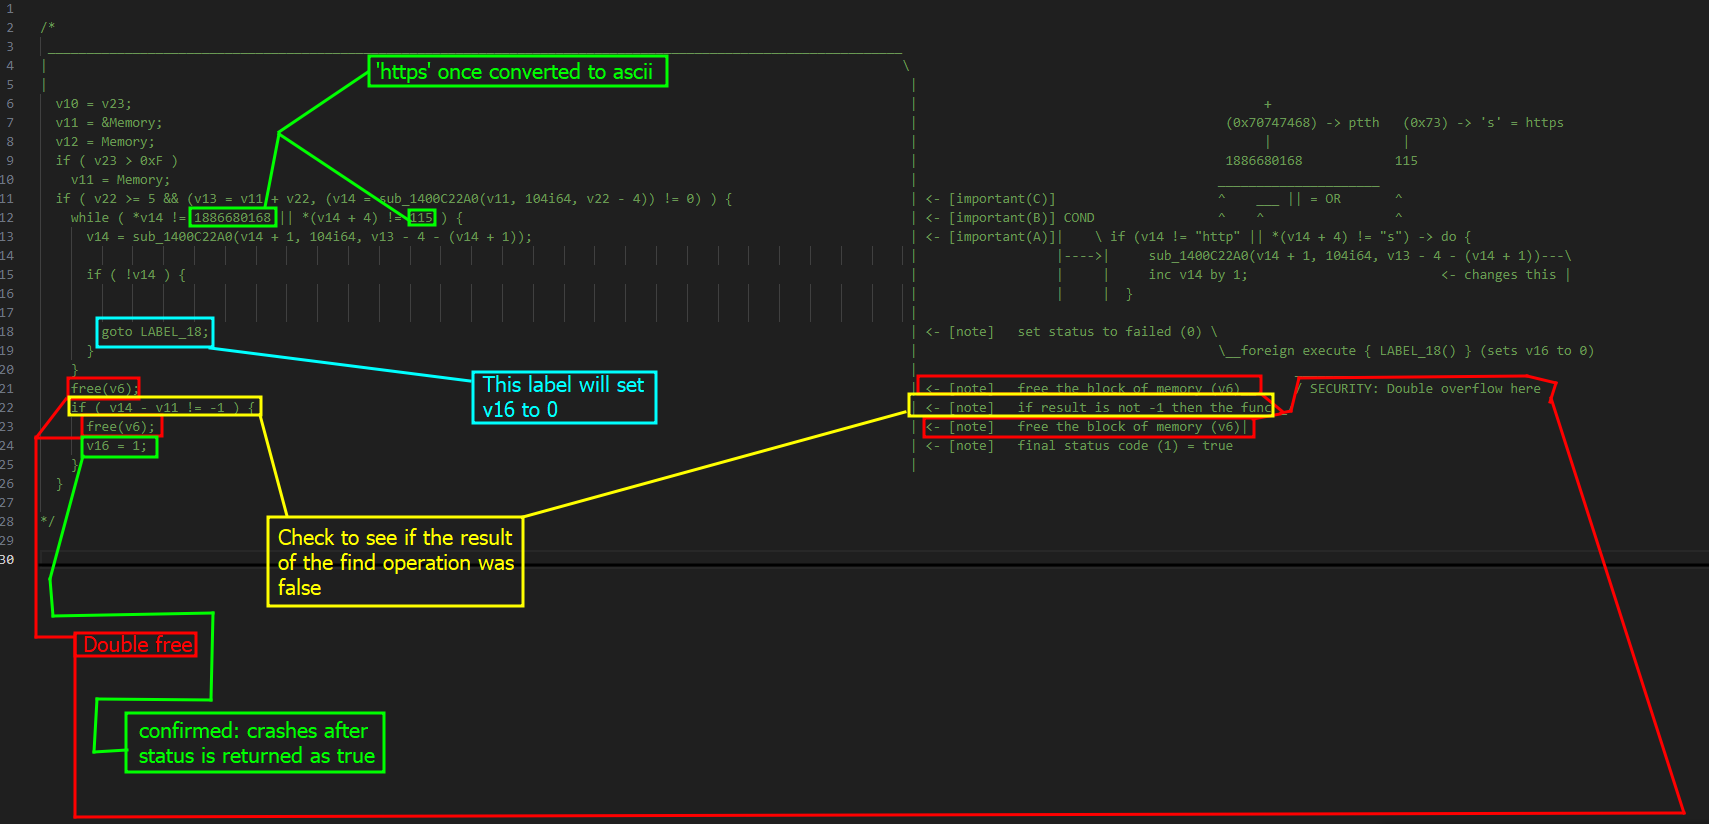 1
2 /*
3 ________________________________________________________________
4 | \
5 | |
'https' once converted to ascii
6 v10 = v23; | +
7 v11 = &Memory; | (0x70747468) -> ptth (0x73) -> 's' = https
8 v12 = Memory; | | |
9 if ( v23 > 0xF ) | 1886680168 115
10 v11 = Memory; | _____________________
11 if ( v22 >= 5 && (v13 = v11 + v22, (v14 = sub_1400C22A0(v11, 104i64, v22 - 4)) != 0) ) { | <- [important(C)] ^ ___ || = OR ^
12 while ( *v14 != 1886680168 || *(v14 + 4) != 115 ) { | <- [important(B)] COND ^ ^ ^
13 v14 = sub_1400C22A0(v14 + 1, 104i64, v13 - 4 - (v14 + 1)); | <- [important(A)]| \ if (v14 != "http" || *(v14 + 4) != "s") -> do {
14 | |---->| sub_1400C22A0(v14 + 1, 104i64, v13 - 4 - (v14 + 1))---\
15 if ( !v14 ) { | | | inc v14 by 1; <- changes this |
16 | | | }
17 |
18 goto LABEL_18; | <- [note] set status to failed (0) \
19 } | \__foreign execute { LABEL_18() } (sets v16 to 0)
20 } |
This label will set
v16 to 0
21 free(v6); | <- [note] free the block of memory (v6) / SECURITY: Double overflow here
22 if ( v14 - v11 != -1 ) { | <- [note] if result is not -1 then the func
23 free(v6); | <- [note] free the block of memory (v6)|
24 v16 = 1; | <- [note] final status code (1) = true
25 } |
26 }
27
28 */
29
30
Check to see if the result
of the find operation was
false
Double free
confirmed: crashes after
status is returned as true